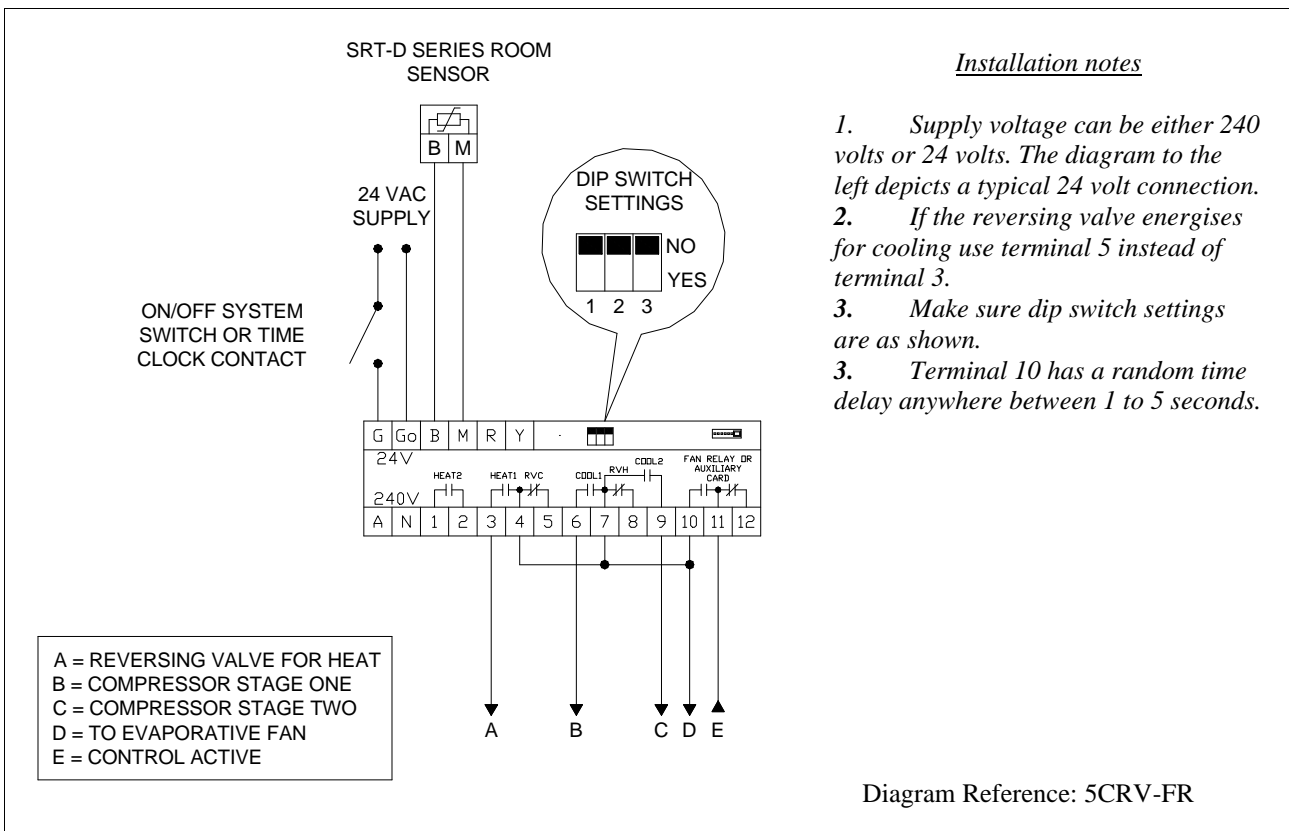 SRT-D SERIES ROOM
SENSOR
B M
24 VAC
SUPPLY
ON/OFF SYSTEM
SWITCH OR TIME
CLOCK CONTACT
DIP SWITCH
SETTINGS
NO
YES
1 2 3
G Go B M R Y
24V
240V
HEAT2
HEAT1 RVC
COOL1 RVH
COOL2
FAN RELAY OR
AUXILIARY
CARD
A N 1 2 3 4 5 6 7 8 9 10 11 12
A B C D E
A = REVERSING VALVE FOR HEAT
B = COMPRESSOR STAGE ONE
C = COMPRESSOR STAGE TWO
D = TO EVAPORATIVE FAN
E = CONTROL ACTIVE
Installation notes
1. Supply voltage can be either 240
volts or 24 volts. The diagram to the
left depicts a typical 24 volt connection.
2. If the reversing valve energises
for cooling use terminal 5 instead of
terminal 3.
3. Make sure dip switch settings
are as shown.
3. Terminal 10 has a random time
delay anywhere between 1 to 5 seconds.
Diagram Reference: 5CRV-FR